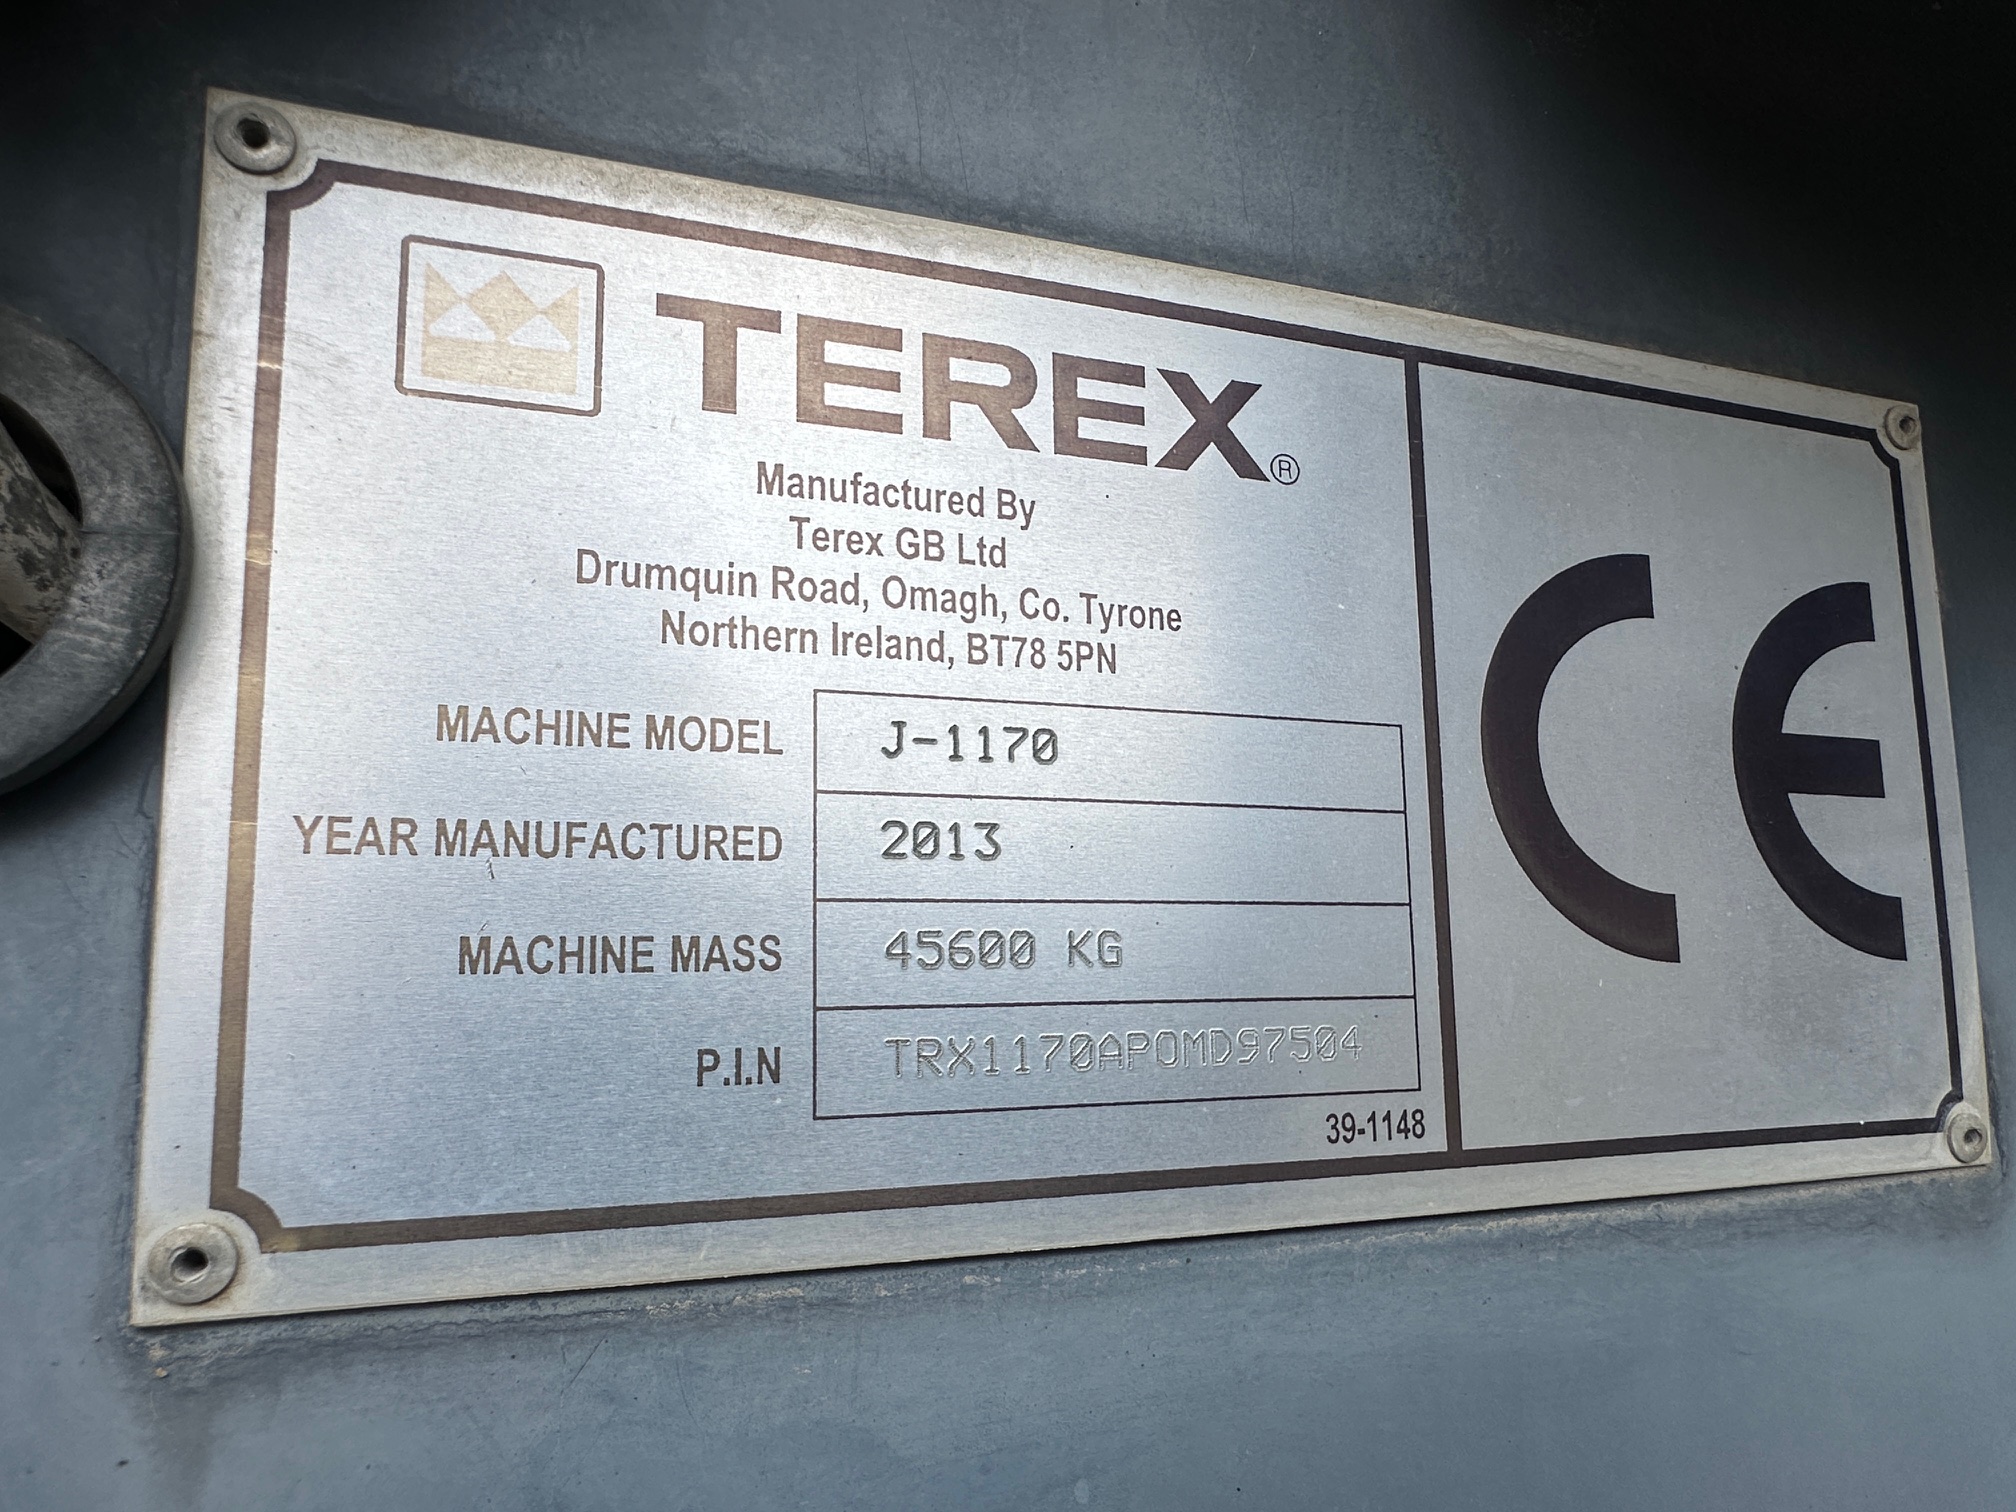 TEREX®
Manufactured By
Terex GB Ltd
Drumquin Road, Omagh, Co. Tyrone
Northern Ireland, BT78 5PN
MACHINE MODEL J-1170
YEAR MANUFACTURED 2013
MACHINE MASS 45600 KG
P.I.N TRX1170APOMD97504
39-1148
CE